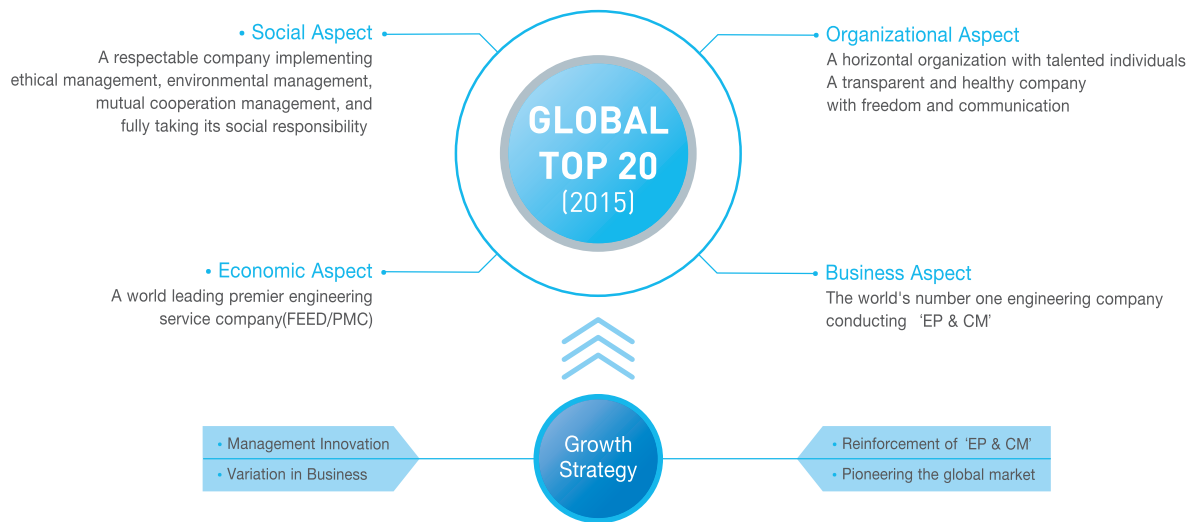 • Social Aspect
A respectable company implementing
ethical management, environmental management,
mutual cooperation management, and
fully taking its social responsibility
Organizational Aspect
A horizontal organization with talented individuals
A transparent and healthy company
with freedom and communication
GLOBAL
TOP 20
(2015)
• Economic Aspect
A world leading premier engineering
service company(FEED/PMC)
Business Aspect
The world's number one engineering company
conducting ‘EP & CM’
Growth
Strategy
• Management Innovation
• Variation in Business
• Reinforcement of ‘EP & CM’
• Pioneering the global market